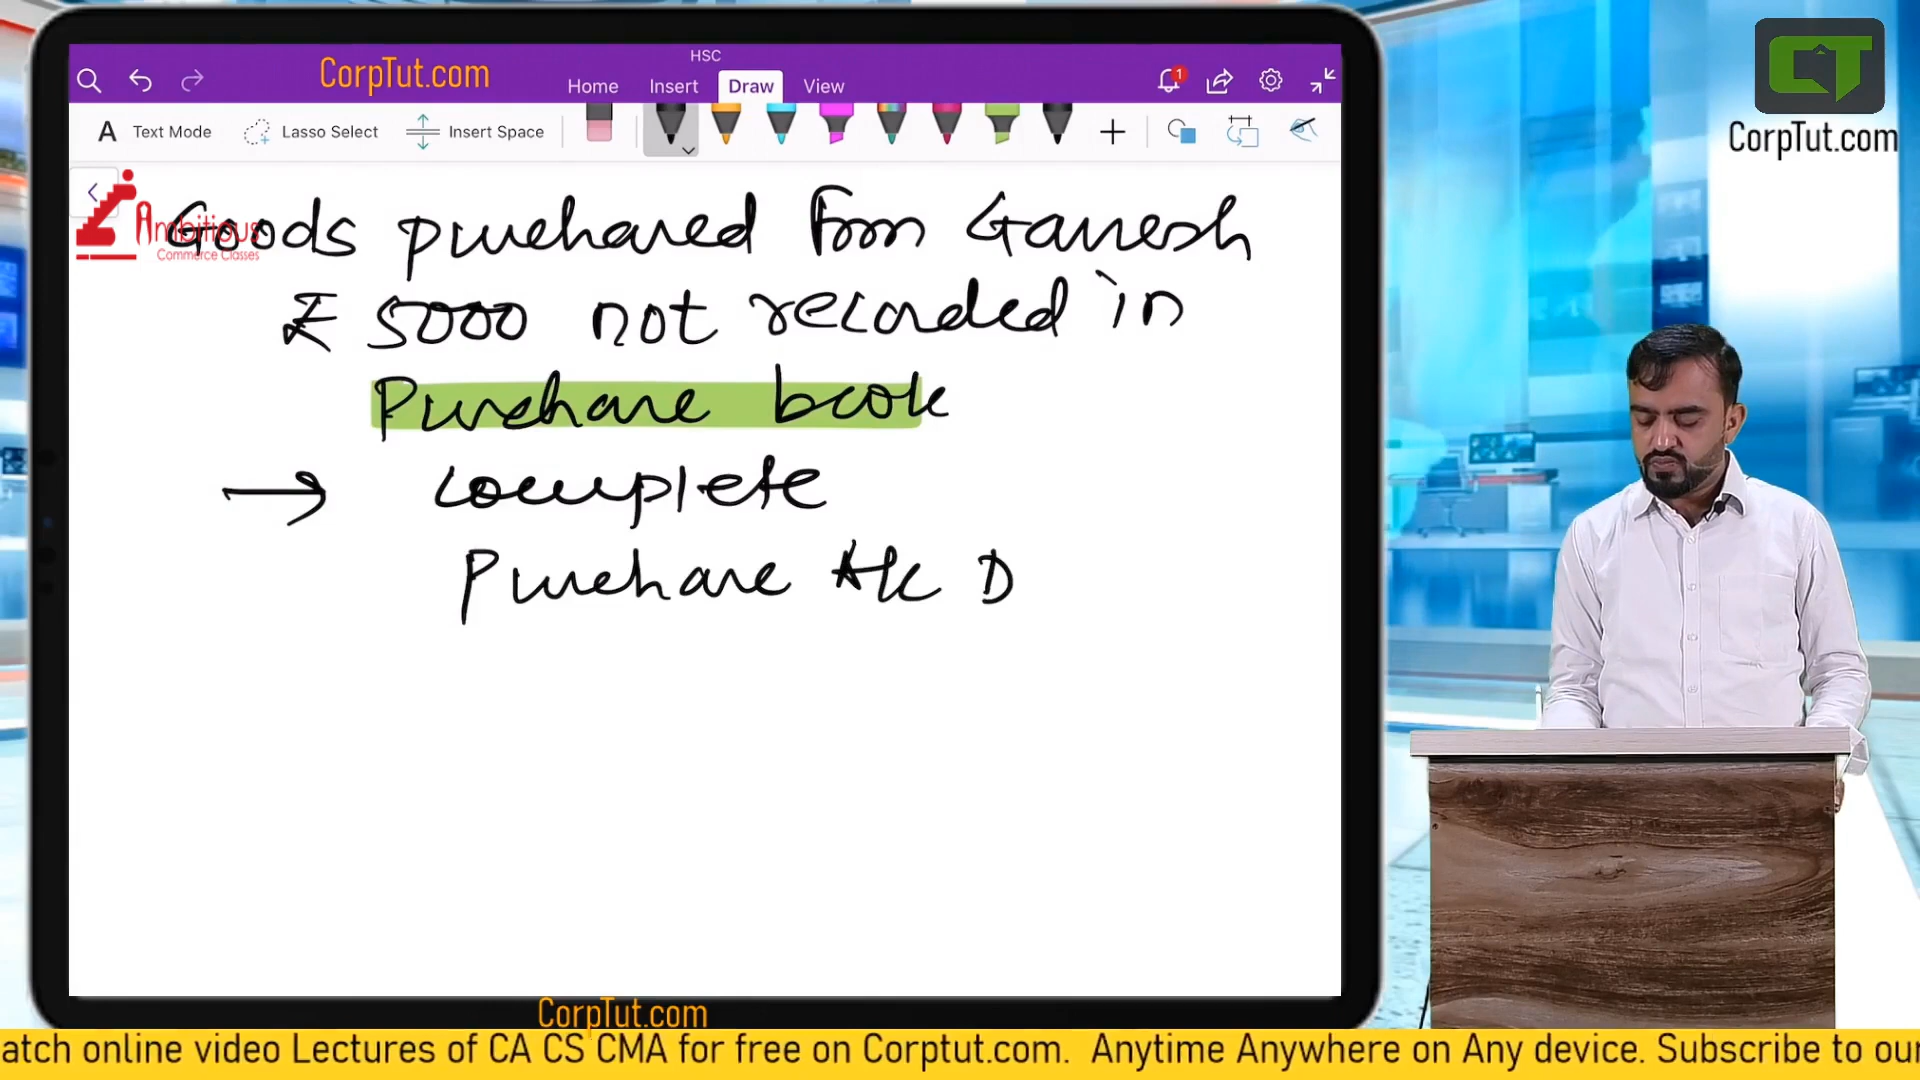 HSC
CorpTut.com
Home Insert Draw View
1
A Text Mode Lasso Select Insert Space
CT
CorpTut.com
Ambitious
Commerce Classes
Goods purchased from Ganesh
₹ 5000 not recorded in
Purchase book
→ complete
Purchase A/c D
CorpTut.com
atch online video Lectures of CA CS CMA for free on Corptut.com. Anytime Anywhere on Any device. Subscribe to our